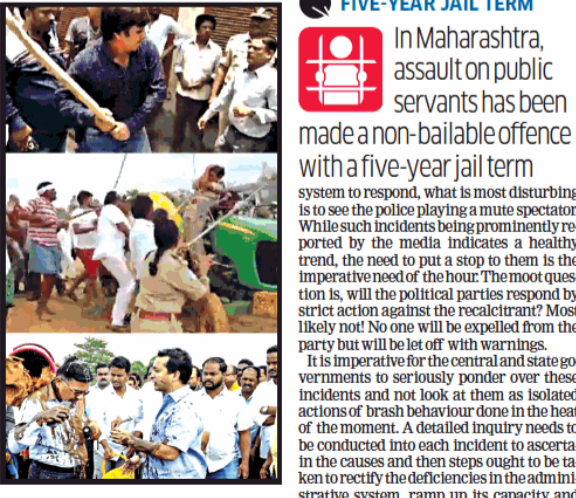 FIVE-YEAR JAIL TERM
In Maharashtra,
assault on public
servants has been
made a non-bailable offence
with a five-year jail term
system to respond, what is most disturbing
is to see the police playing a mute spectator.
While such incidents being prominently re-
ported by the media indicates a healthy
trend, the need to put a stop to them is the
imperative need of the hour. The moot ques-
tion is, will the political parties respond by
strict action against the recalcitrant? Most
likely not! No one will be expelled from the
party but will be let off with warnings.
It is imperative for the central and state go-
vernments to seriously ponder over these
incidents and not look at them as isolated
actions of brash behaviour done in the heat
of the moment. A detailed inquiry needs to
be conducted into each incident to ascerta-
in the causes and then steps ought to be ta-
ken to rectify the deficiencies in the admini-
strative system, ramp up its capacity and